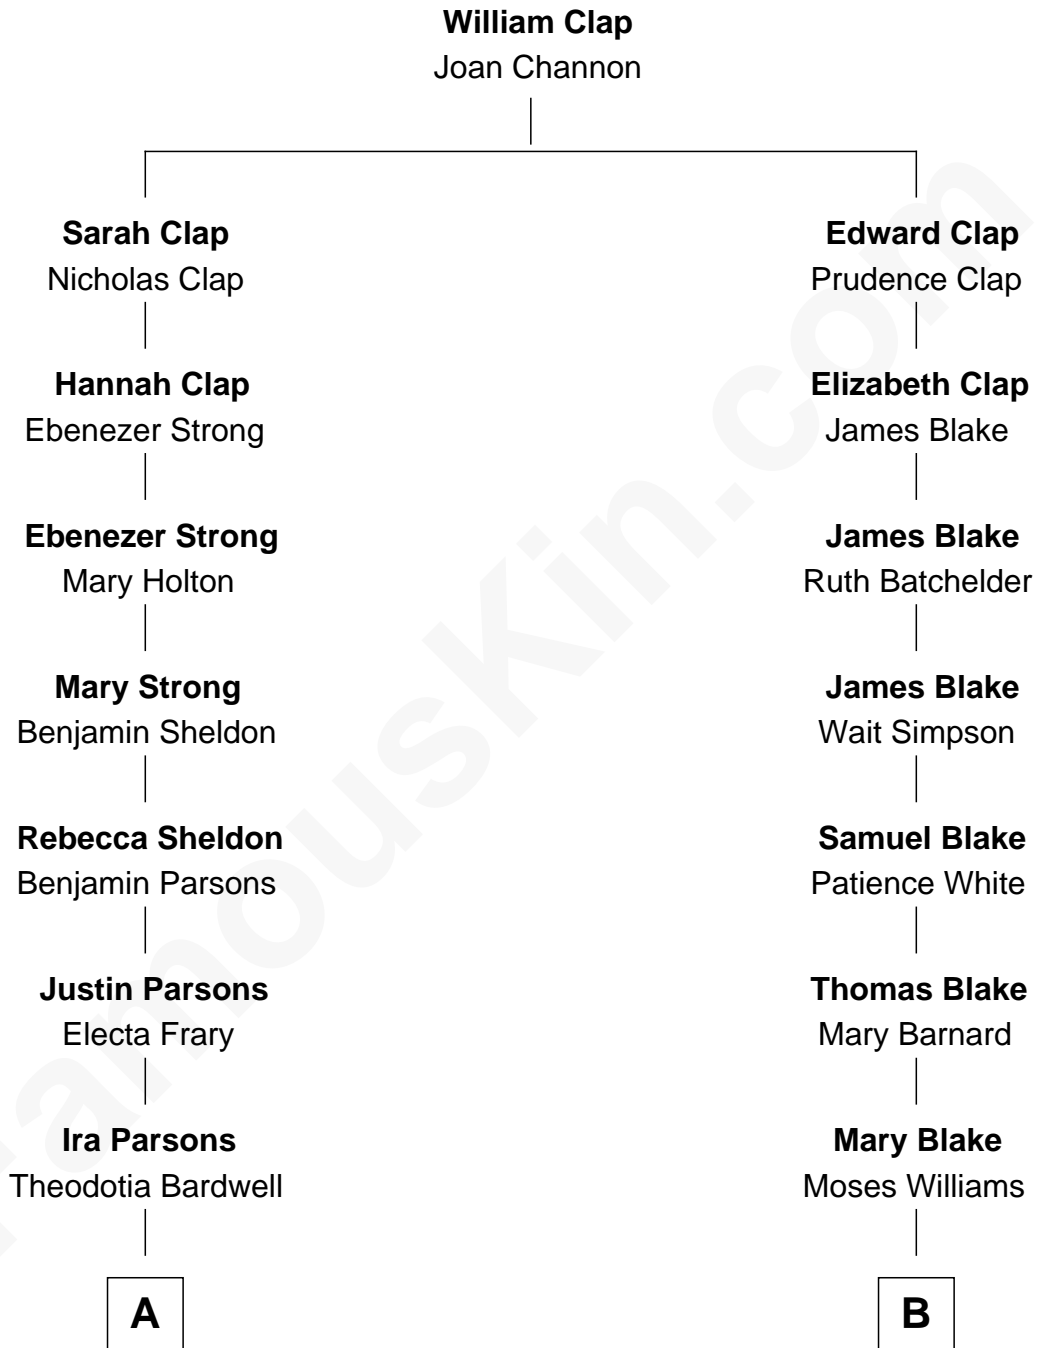 William Clap
Joan Channon
Sarah Clap
Nicholas Clap
Hannah Clap
Ebenezer Strong
Ebenezer Strong
Mary Holton
Mary Strong
Benjamin Sheldon
Rebecca Sheldon
Benjamin Parsons
Justin Parsons
Electa Frary
Ira Parsons
Theodotia Bardwell
A
Edward Clap
Prudence Clap
Elizabeth Clap
James Blake
James Blake
Ruth Batchelder
James Blake
Wait Simpson
Samuel Blake
Patience White
Thomas Blake
Mary Barnard
Mary Blake
Moses Williams
B
FamousKin.com